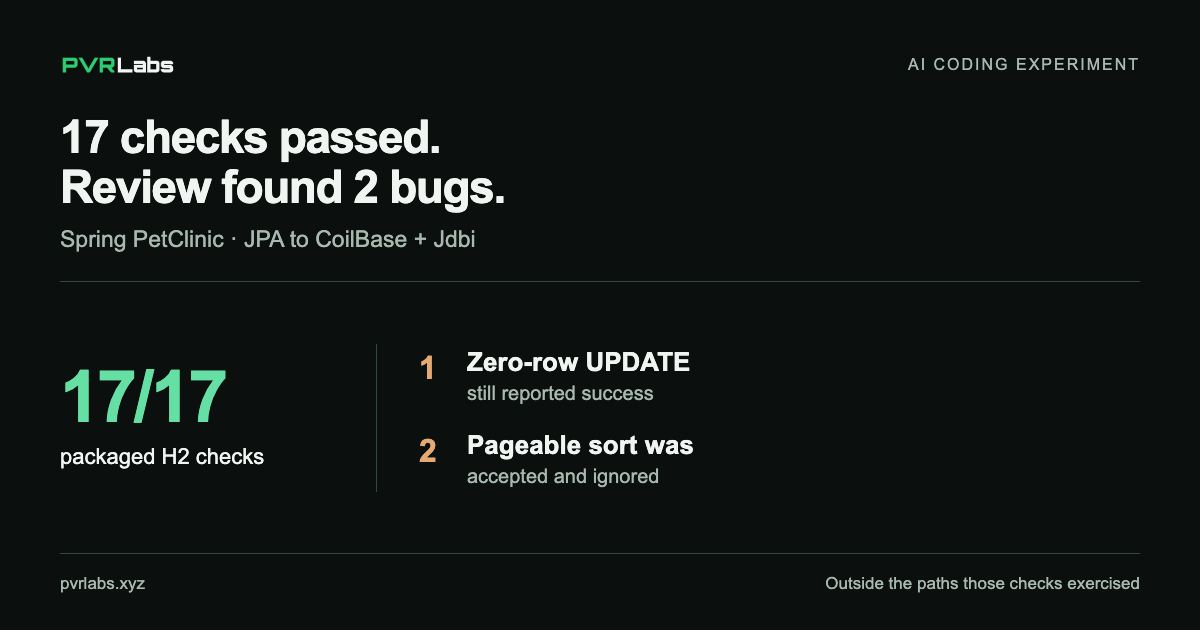 PVRLabs
AI CODING EXPERIMENT
17 checks passed.
Review found 2 bugs.
Spring PetClinic · JPA to CoilBase + Jdbi
17/17
packaged H2 checks
1
Zero-row UPDATE
still reported success
2
Pageable sort was
accepted and ignored
pvrlabs.xyz
Outside the paths those checks exercised